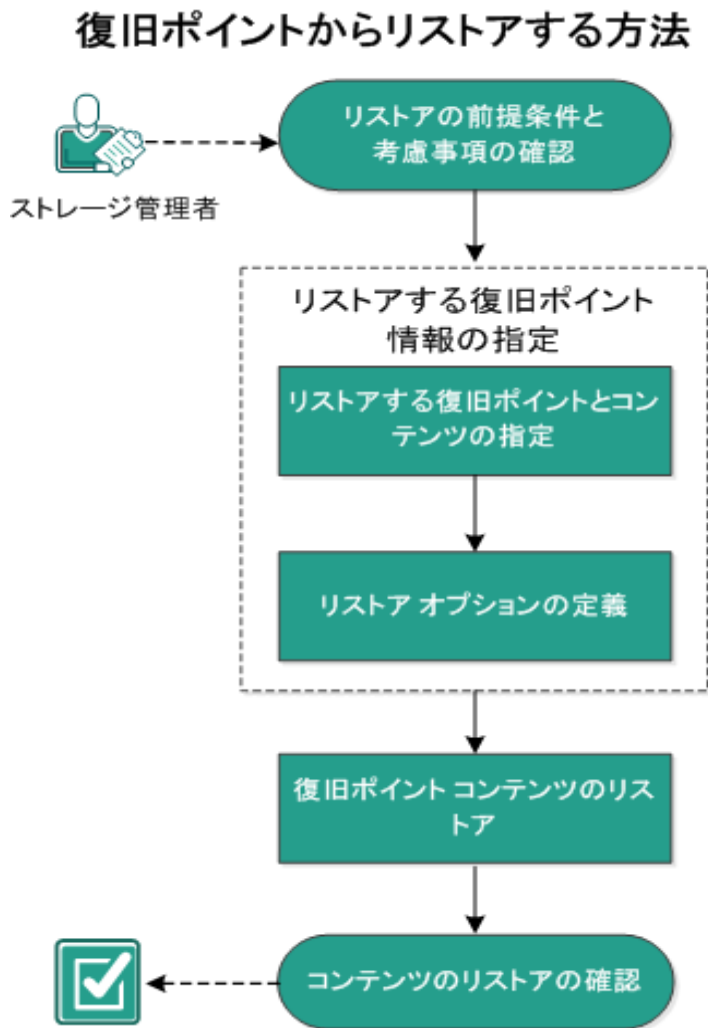 復旧ポイントからリストアする方法
リストアの前提条件と
考慮事項の確認
ストレージ管理者
リストアする復旧ポイント
情報の指定
リストアする復旧ポイントとコン
テンツの指定
リストア オプションの定義
復旧ポイント コンテンツのリス
トア
コンテンツのリストアの確認